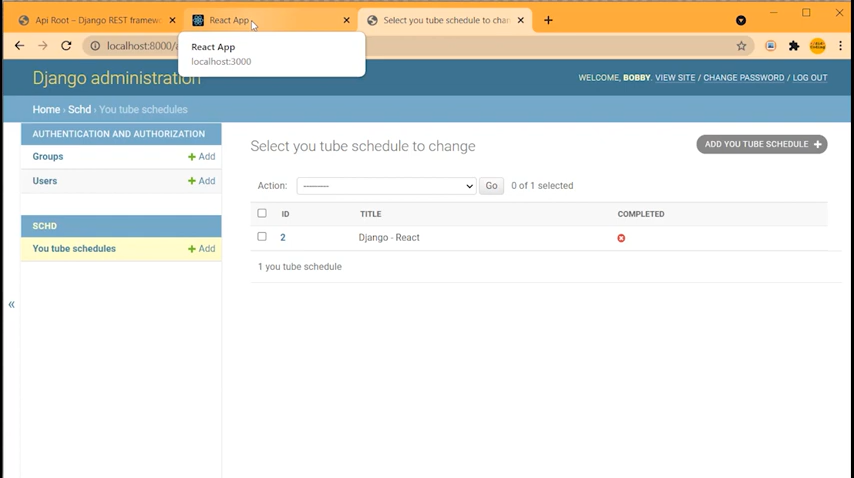 Api Root – Django REST framew
React App
Select you tube schedule to chan
localhost:8000/a
React App
localhost:3000
Django administration
WELCOME, BOBBY. VIEW SITE / CHANGE PASSWORD / LOG OUT
Home › Schd › You tube schedules
AUTHENTICATION AND AUTHORIZATION
Groups
+ Add
Users
+ Add
SCHD
You tube schedules
+ Add
«
Select you tube schedule to change
ADD YOU TUBE SCHEDULE +
Action:
---------
Go
0 of 1 selected
ID TITLE COMPLETED
2 Django - React
1 you tube schedule